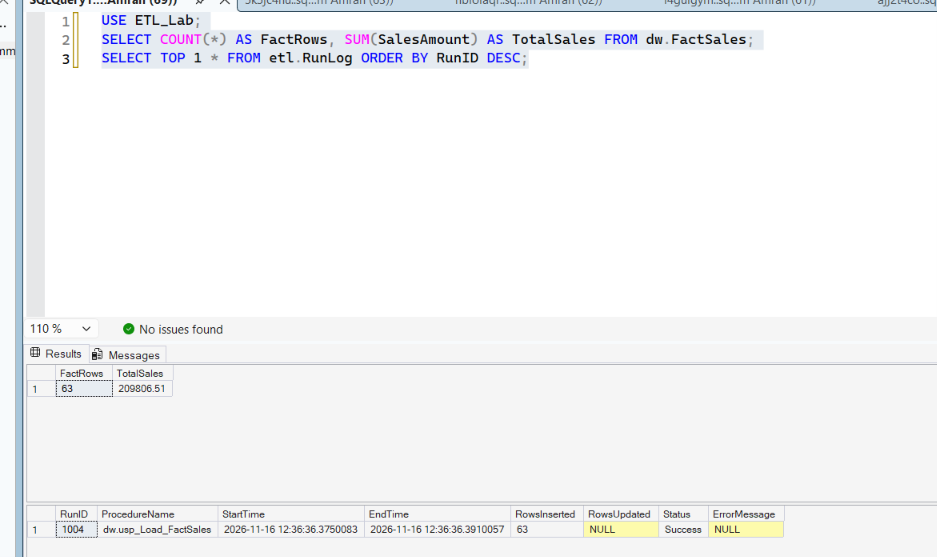 USE ETL_Lab;
SELECT COUNT(*) AS FactRows, SUM(SalesAmount) AS TotalSales FROM dw.FactSales;
SELECT TOP 1 * FROM etl.RunLog ORDER BY RunID DESC;
1
2
3
110 %
No issues found
Results
Messages
FactRows TotalSales
1 63 209806.51
RunID ProcedureName StartTime EndTime RowsInserted RowsUpdated Status ErrorMessage
1 1004 dw.usp_Load_FactSales 2026-11-16 12:36:36.3750083 2026-11-16 12:36:36.3910057 63 NULL Success NULL